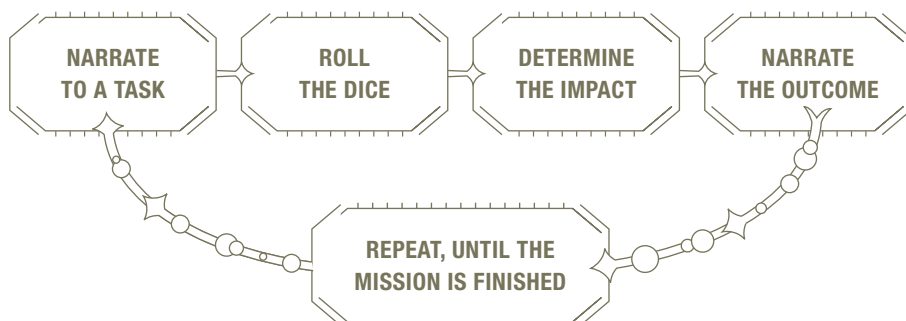 NARRATE
TO A TASK
ROLL
THE DICE
DETERMINE
THE IMPACT
NARRATE
THE OUTCOME
REPEAT, UNTIL THE
MISSION IS FINISHED